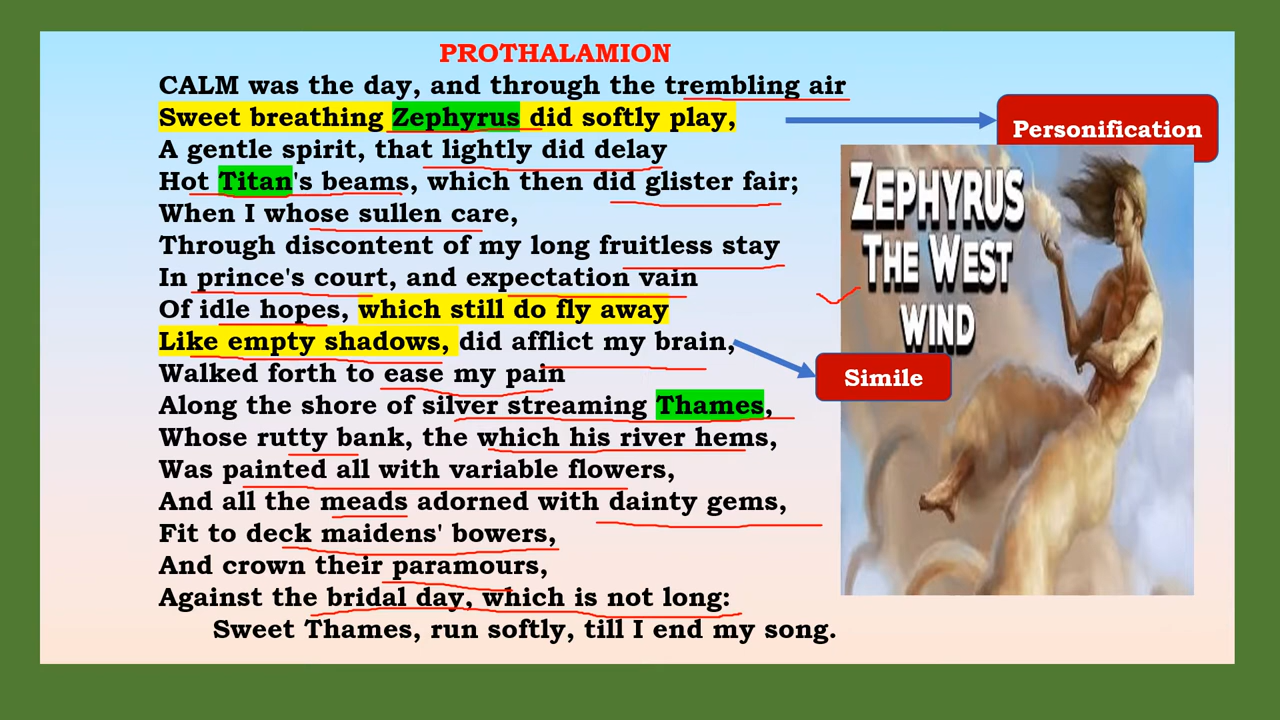 PROTHALAMION
CALM was the day, and through the trembling air
Sweet breathing Zephyrus did softly play,
A gentle spirit, that lightly did delay
Hot Titan's beams, which then did glister fair;
When I whose sullen care,
Through discontent of my long fruitless stay
In prince's court, and expectation vain
Of idle hopes, which still do fly away
Like empty shadows, did afflict my brain,
Walked forth to ease my pain
Along the shore of silver streaming Thames,
Whose rutty bank, the which his river hems,
Was painted all with variable flowers,
And all the meads adorned with dainty gems,
Fit to deck maidens' bowers,
And crown their paramours,
Against the bridal day, which is not long:
Sweet Thames, run softly, till I end my song.
Personification
ZEPHYRUS
THE WEST
WIND
Simile